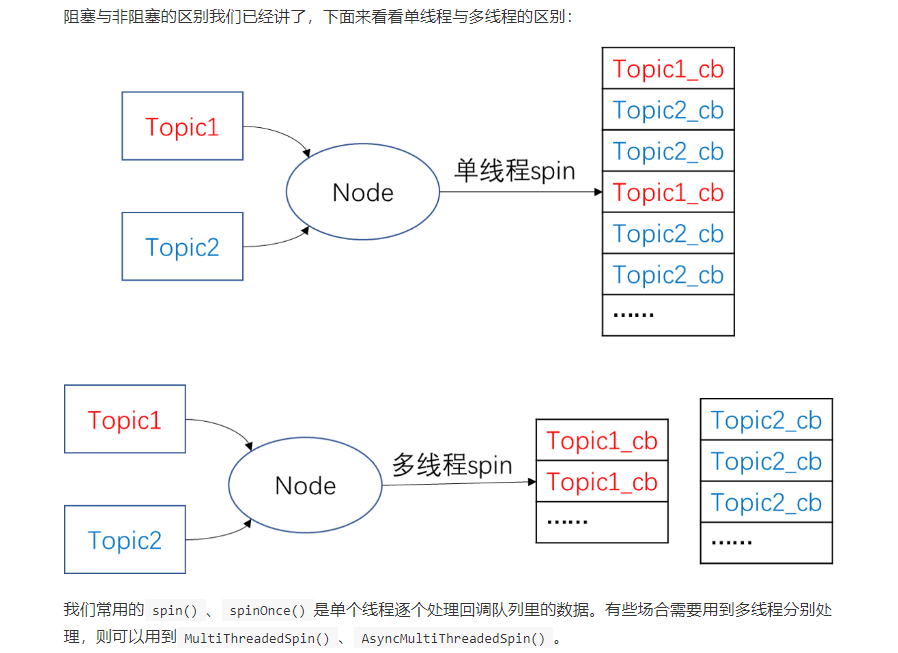 阻塞与非阻塞的区别我们已经讲了，下面来看看单线程与多线程的区别：
Topic1
Topic2
Node
单线程spin
Topic1_cb
Topic2_cb
Topic2_cb
Topic1_cb
Topic2_cb
Topic2_cb
……
Topic1
Topic2
Node
多线程spin
Topic1_cb
Topic1_cb
……
Topic2_cb
Topic2_cb
Topic2_cb
……
我们常用的 spin() 、 spinOnce() 是单个线程逐个处理回调队列里的数据。有些场合需要用到多线程分别处
理，则可以用到 MultiThreadedSpin() 、 AsyncMultiThreadedSpin() 。